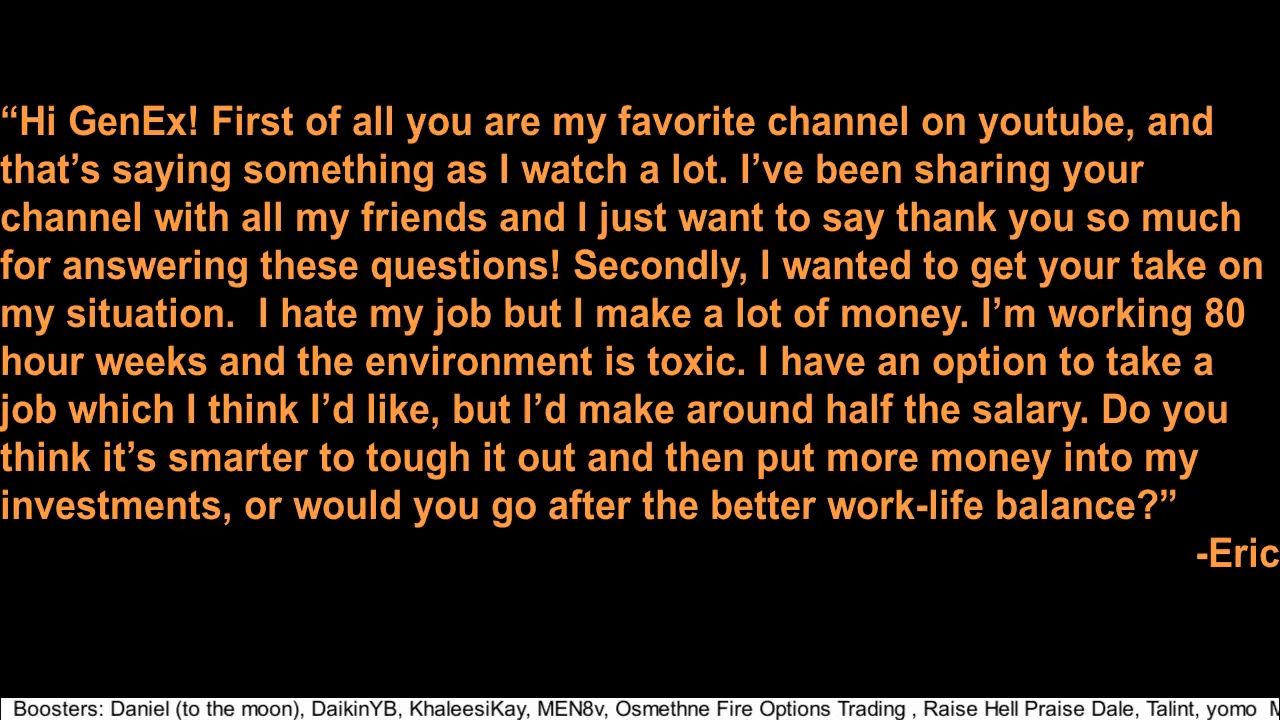 “Hi GenEx! First of all you are my favorite channel on youtube, and
that’s saying something as I watch a lot. I’ve been sharing your
channel with all my friends and I just want to say thank you so much
for answering these questions! Secondly, I wanted to get your take on
my situation.  I hate my job but I make a lot of money. I’m working 80
hour weeks and the environment is toxic. I have an option to take a
job which I think I’d like, but I’d make around half the salary. Do you
think it’s smarter to tough it out and then put more money into my
investments, or would you go after the better work-life balance?”
-Eric
Boosters: Daniel (to the moon), DaikinYB, KhaleesiKay, MEN8v, Osmethne Fire Options Trading , Raise Hell Praise Dale, Talint, yomo